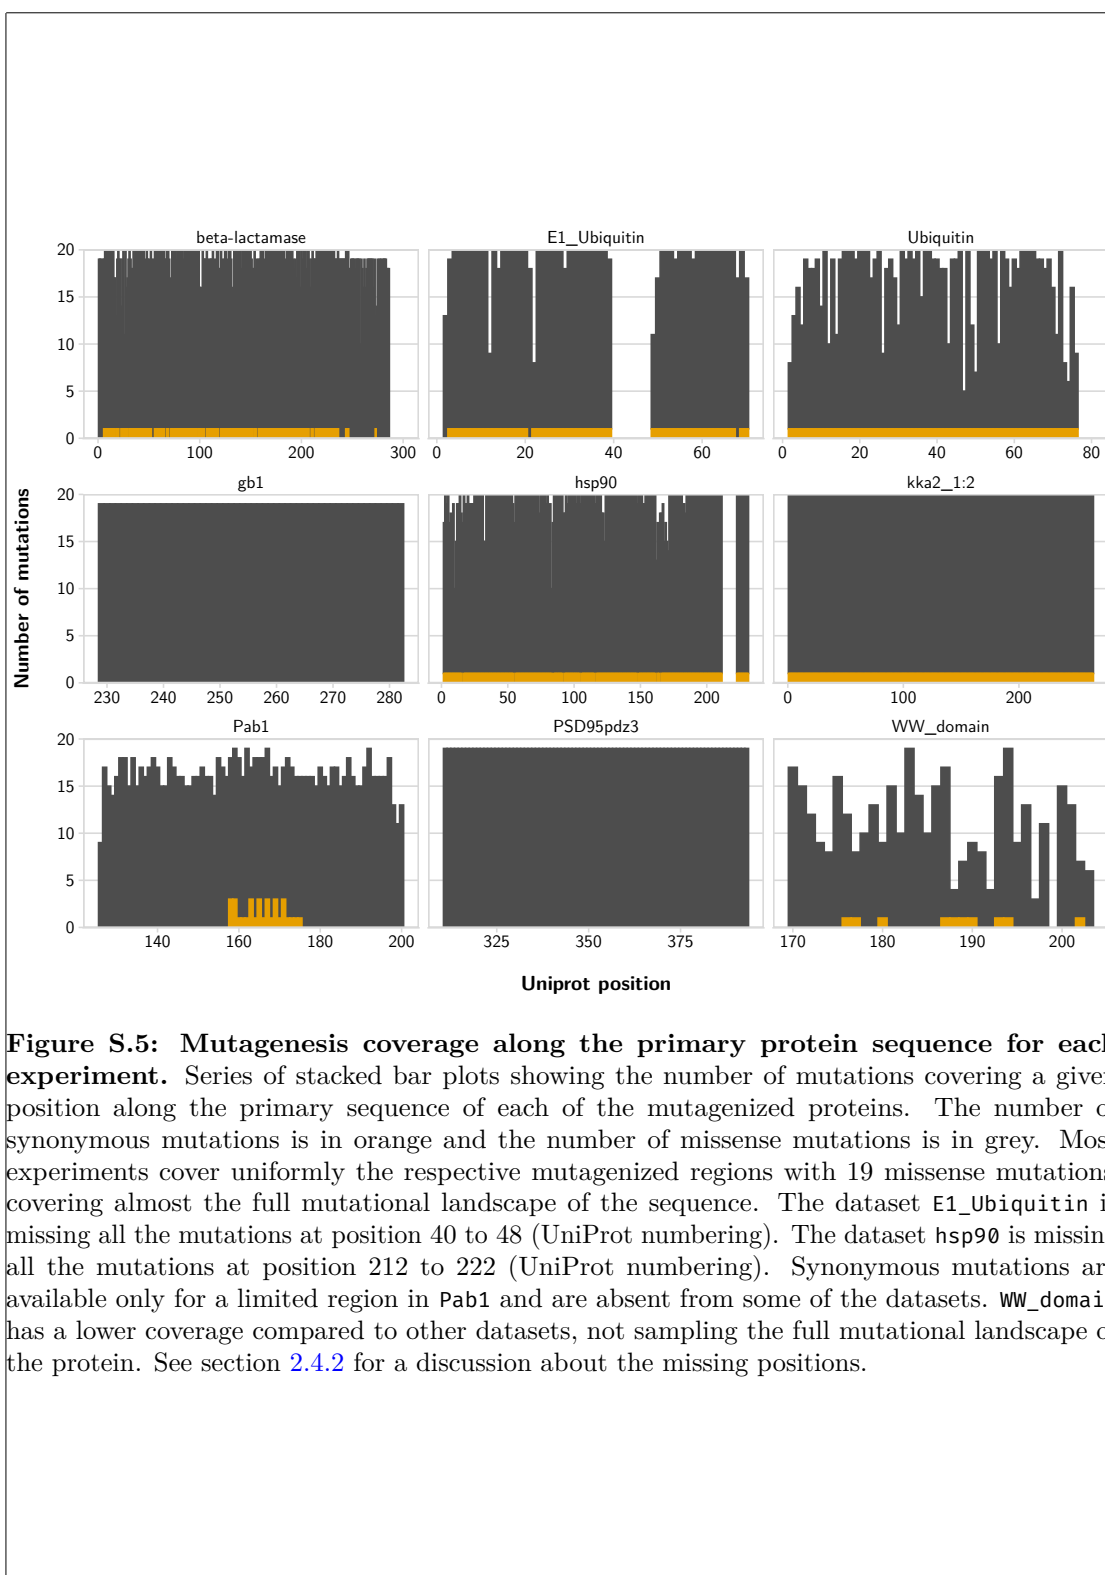 beta-lactamase E1_Ubiquitin Ubiquitin
20
15
10
5
0
0 100 200 300 0 20 40 60 0 20 40 60 80
gb1 hsp90 kka2_1:2
20
15
10
5
0
230 240 250 260 270 280 0 50 100 150 200 0 100 200
Pab1 PSD95pdz3 WW_domain
20
15
10
5
0
140 160 180 200 325 350 375 170 180 190 200
Number of mutations
Uniprot position
Figure S.5: Mutagenesis coverage along the primary protein sequence for each
experiment. Series of stacked bar plots showing the number of mutations covering a given
position along the primary sequence of each of the mutagenized proteins. The number o
synonymous mutations is in orange and the number of missense mutations is in grey. Mos
experiments cover uniformly the respective mutagenized regions with 19 missense mutations
covering almost the full mutational landscape of the sequence. The dataset E1_Ubiquitin i
missing all the mutations at position 40 to 48 (UniProt numbering). The dataset hsp90 is missin
all the mutations at position 212 to 222 (UniProt numbering). Synonymous mutations ar
available only for a limited region in Pab1 and are absent from some of the datasets. WW_domai
has a lower coverage compared to other datasets, not sampling the full mutational landscape o
the protein. See section 2.4.2 for a discussion about the missing positions.